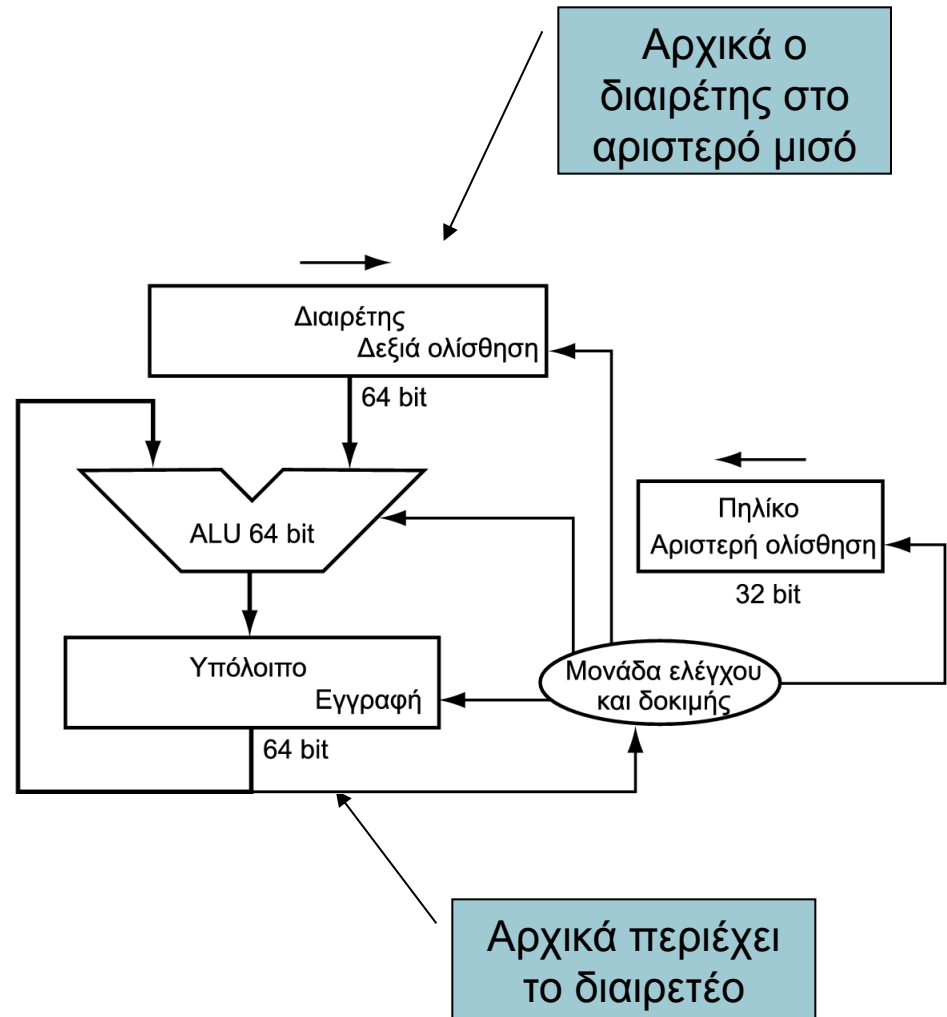 Αρχικά ο
διαιρέτης στο
αριστερό μισό
Διαιρέτης
Δεξιά ολίσθηση
64 bit
ALU 64 bit
Πηλίκο
Αριστερή ολίσθηση
32 bit
Υπόλοιπο
Εγγραφή
64 bit
Μονάδα ελέγχου
και δοκιμής
Αρχικά περιέχει
το διαιρετέο